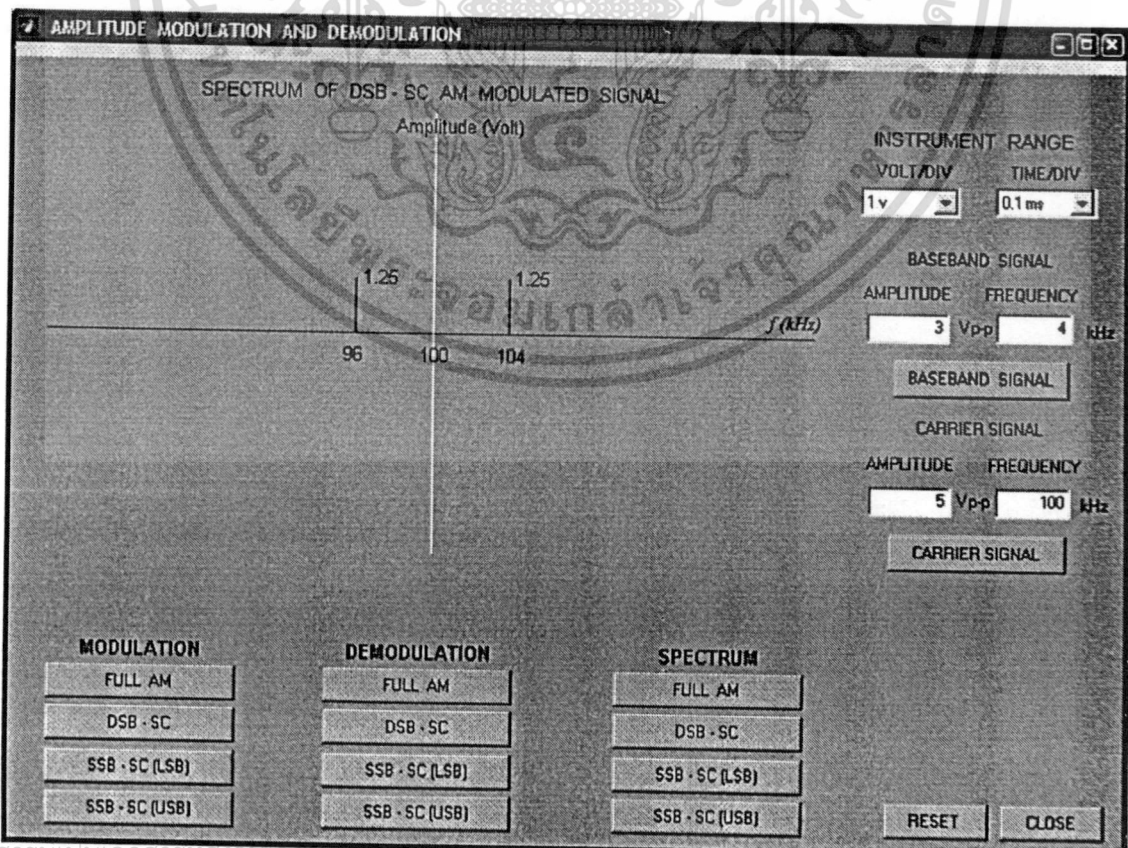 AMPLITUDE MODULATION AND DEMODULATION
SPECTRUM OF DSB - SC AM MODULATED SIGNAL
Amplitude (Volt)
1.25
1.25
f (kHz)
96
100
104
INSTRUMENT RANGE
VOLT/DIV
TIME/DIV
1 v
0.1 ms
BASEBAND SIGNAL
AMPLITUDE
FREQUENCY
3 Vp-p
4 kHz
BASEBAND SIGNAL
CARRIER SIGNAL
AMPLITUDE
FREQUENCY
5 Vp-p
100 kHz
CARRIER SIGNAL
MODULATION
FULL AM
DSB - SC
SSB - SC (LSB)
SSB - SC (USB)
DEMODULATION
FULL AM
DSB - SC
SSB - SC (LSB)
SSB - SC (USB)
SPECTRUM
FULL AM
DSB - SC
SSB - SC (LSB)
SSB - SC (USB)
RESET
CLOSE